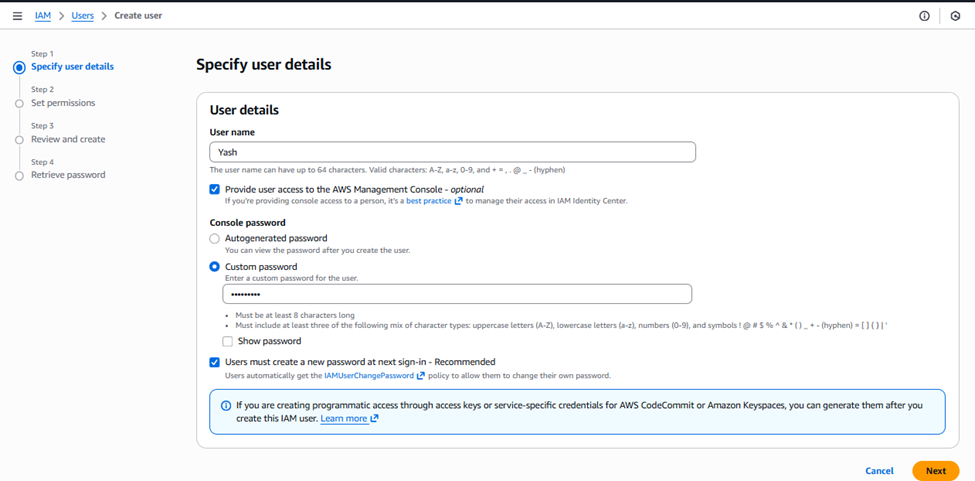 IAM > Users > Create user
Step 1
Specify user details
Step 2
Set permissions
Step 3
Review and create
Step 4
Retrieve password
Specify user details
User details
User name
Yash
The user name can have up to 64 characters. Valid characters: A-Z, a-z, 0-9, and + = , . @ _ - (hyphen)
Provide user access to the AWS Management Console - optional
If you're providing console access to a person, it's a best practice to manage their access in IAM Identity Center.
Console password
Autogenerated password
You can view the password after you create the user.
Custom password
Enter a custom password for the user.
•••••••••
• Must be at least 8 characters long
• Must include at least three of the following mix of character types: uppercase letters (A-Z), lowercase letters (a-z), numbers (0-9), and symbols ! @ # $ % ^ & * ( ) _ + - (hyphen) = [ ] { } | '
Show password
Users must create a new password at next sign-in - Recommended
Users automatically get the IAMUserChangePassword policy to allow them to change their own password.
If you are creating programmatic access through access keys or service-specific credentials for AWS CodeCommit or Amazon Keyspaces, you can generate them after you
create this IAM user. Learn more
Cancel
Next